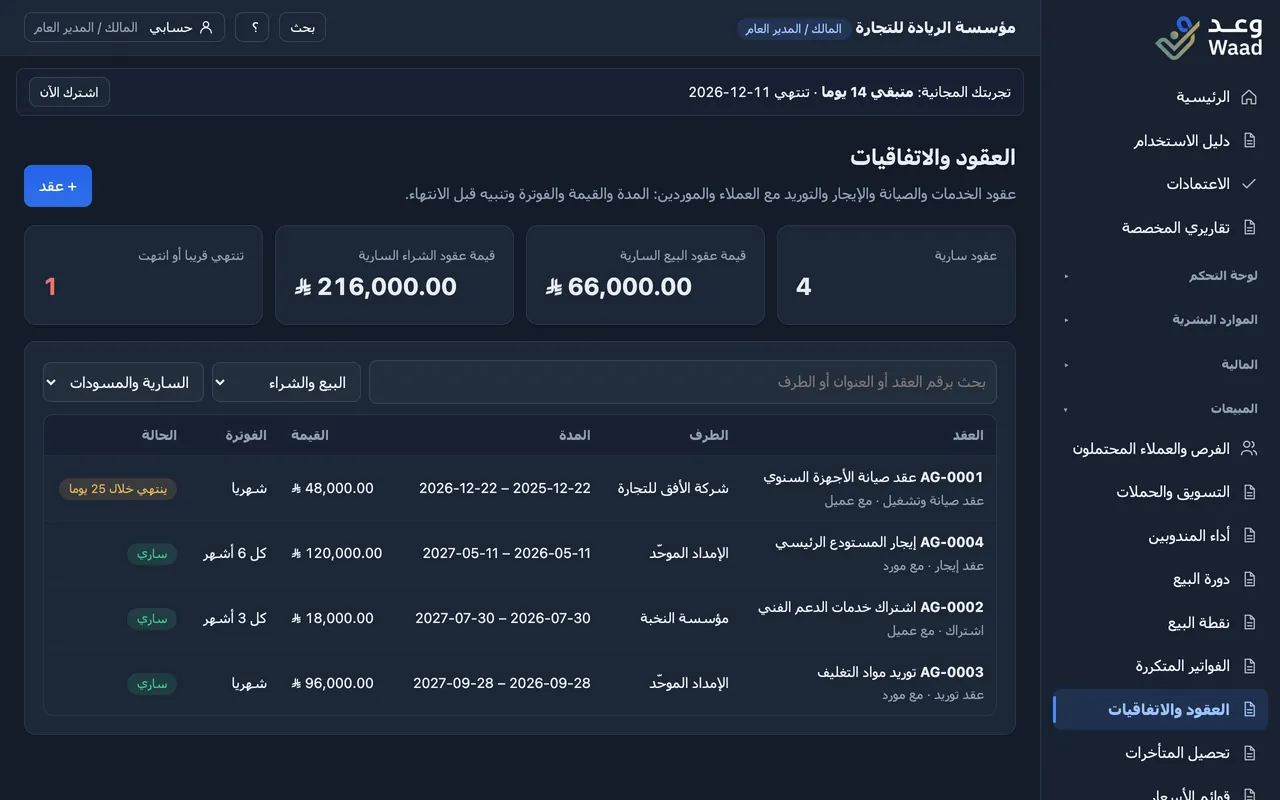 وعد
Waad
الرئيسية
دليل الاستخدام
الاعتمادات
تقاريري المخصصة
لوحة التحكم
الموارد البشرية
المالية
المبيعات
الفرص والعملاء المحتملون
التسويق والحملات
أداء المندوبين
دورة البيع
نقطة البيع
الفواتير المتكررة
العقود والاتفاقيات
تحصيل المتأخرات
قوائم الأسعار
مؤسسة الريادة للتجارة المالك / المدير العام
بحث
؟
حسابي المالك / المدير العام
تجربتك المجانية: متبقي 14 يوما · تنتهي 11-12-2026
اشترك الآن
العقود والاتفاقيات
عقود الخدمات والصيانة والإيجار والتوريد مع العملاء والموردين: المدة والقيمة والفوترة وتنبيه قبل الانتهاء.
+ عقد
عقود سارية
4
قيمة عقود البيع السارية
66,000.00
قيمة عقود الشراء السارية
216,000.00
تنتهي قريبا أو انتهت
1
بحث برقم العقد أو العنوان أو الطرف
البيع والشراء
السارية والمسودات
العقد الطرف المدة القيمة الفوترة الحالة
AG-0001 عقد صيانة الأجهزة السنوي
عقد صيانة وتشغيل · مع عميل
شركة الأفق للتجارة
2025-12-22 – 2026-12-22
48,000.00
شهريا
ينتهي خلال 25 يوما
AG-0004 إيجار المستودع الرئيسي
عقد إيجار · مع مورد
الإمداد الموحّد
2026-05-11 – 2027-05-11
120,000.00
كل 6 أشهر
ساري
AG-0002 اشتراك خدمات الدعم الفني
اشتراك · مع عميل
مؤسسة النخبة
2026-07-30 – 2027-07-30
18,000.00
كل 3 أشهر
ساري
AG-0003 توريد مواد التغليف
عقد توريد · مع مورد
الإمداد الموحّد
2026-09-28 – 2027-09-28
96,000.00
شهريا
ساري